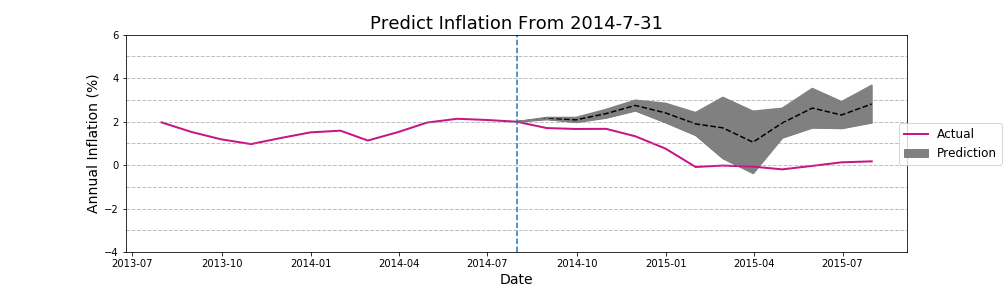 Predict Inflation From 2014-7-31
Annual Inflation (%)
6
4
2
0
−2
−4
2013-07 2013-10 2014-01 2014-04 2014-07 2014-10 2015-01 2015-04 2015-07
Date
Actual
Prediction